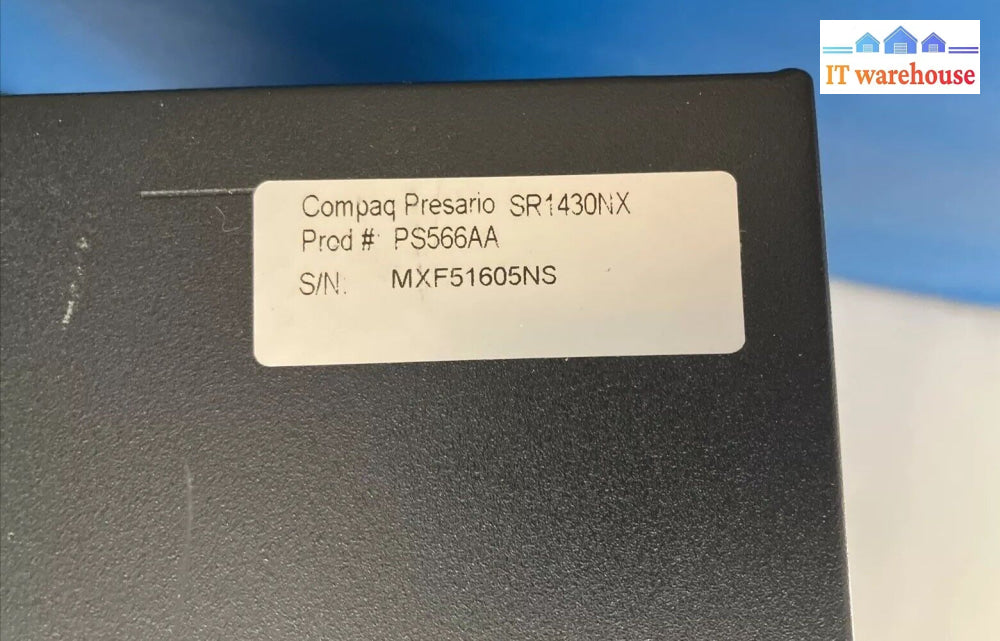 IT warehouse
Compaq Presario SR1430NX
Prod #: PS566AA
S/N: MXF51605NS